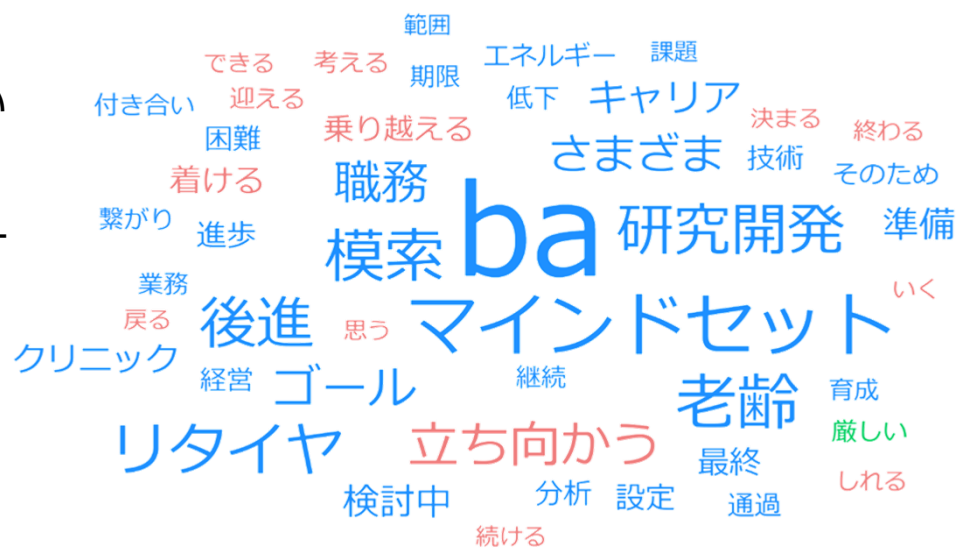 範囲
できる
考える
エネルギー
課題
期限
付き合い
迎える
低下
キャリア
困難
乗り越える
決まる
終わる
さまざま
技術
着ける
職務
そのため
繋がり
進歩
模索
ba
研究開発
準備
業務
いく
戻る
後進
思う
マインドセット
クリニック
経営
ゴール
継続
老齢
育成
リタイヤ
立ち向かう
厳しい
最終
しれる
検討中
分析
設定
通過
続ける